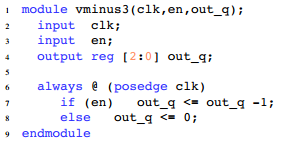 1 module vminus3(clk,en,out_q);
2 input clk;
3 input en;
4 output reg [2:0] out_q;
5
6 always @ (posedge clk)
7 if (en) out_q <= out_q -1;
8 else out_q <= 0;
9 endmodule